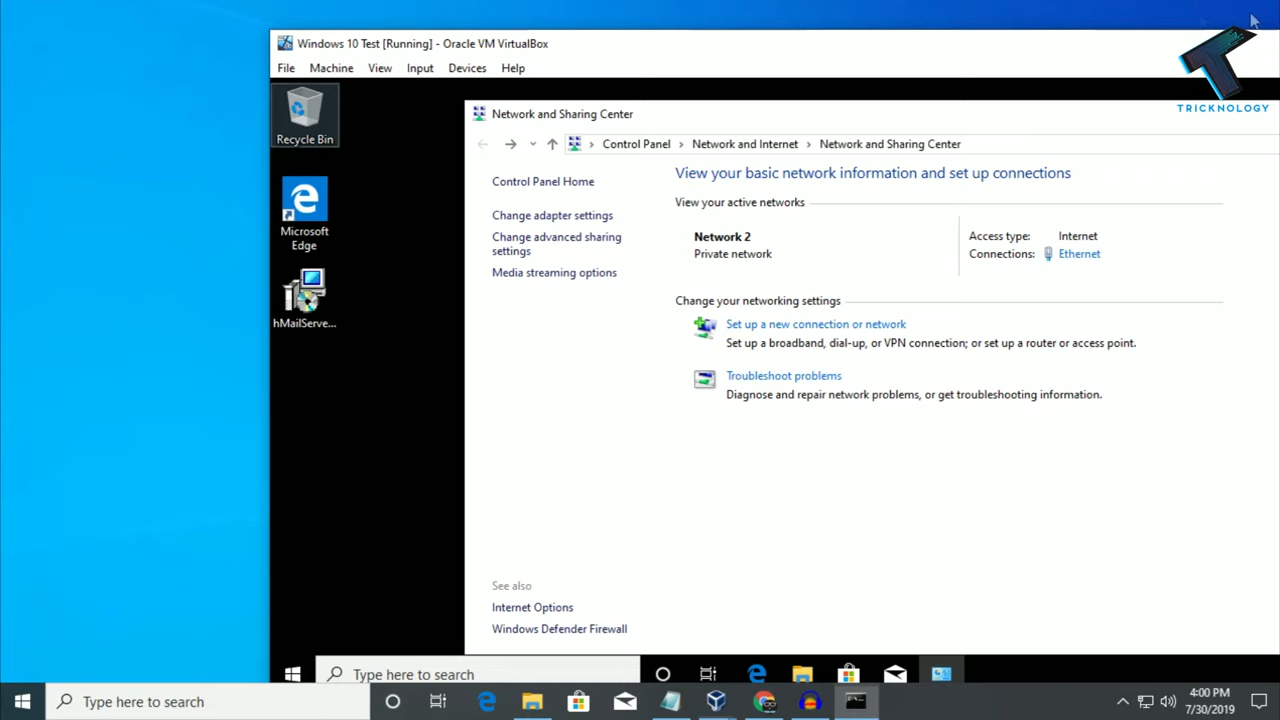 Windows 10 Test [Running] - Oracle VM VirtualBox
File Machine View Input Devices Help
TRICKNOLOGY
Recycle Bin
Microsoft
Edge
hMailServe...
Network and Sharing Center
Control Panel > Network and Internet > Network and Sharing Center
Control Panel Home
Change adapter settings
Change advanced sharing
settings
Media streaming options
View your basic network information and set up connections
View your active networks
Network 2
Private network
Access type: Internet
Connections: Ethernet
Change your networking settings
Set up a new connection or network
Set up a broadband, dial-up, or VPN connection; or set up a router or access point.
Troubleshoot problems
Diagnose and repair network problems, or get troubleshooting information.
See also
Internet Options
Windows Defender Firewall
Type here to search
Type here to search
4:00 PM
7/30/2019